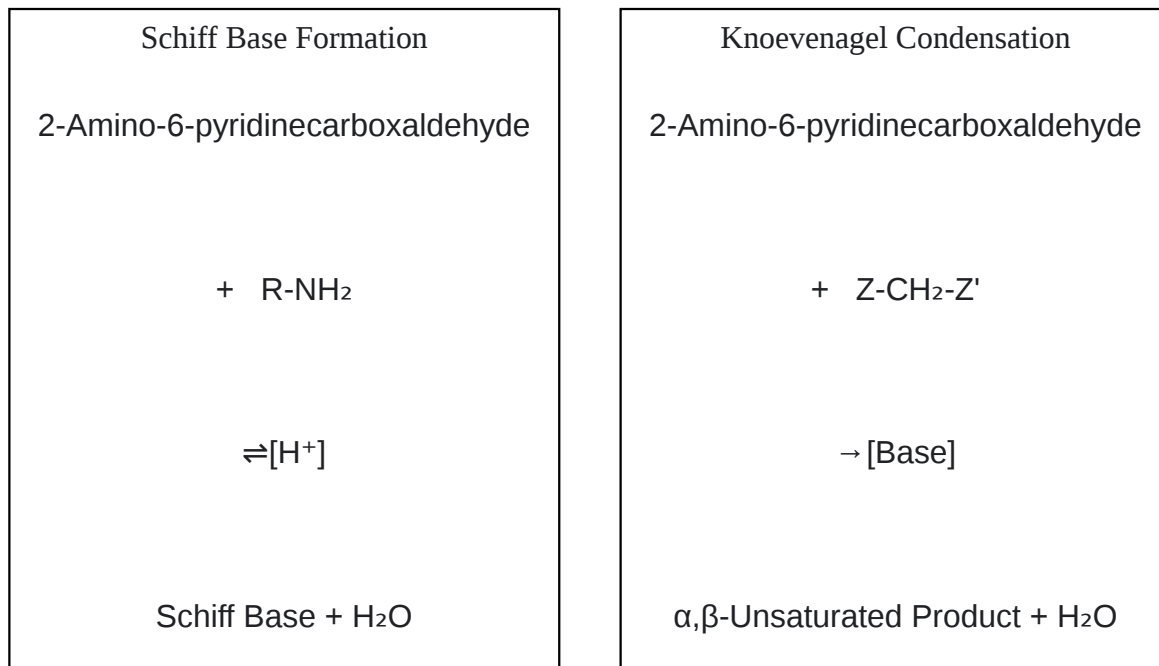 Schiff Base Formation
2-Amino-6-pyridinecarboxaldehyde
+ R-NH₂
⇌[H⁺]
Schiff Base + H₂O
Knoevenagel Condensation
2-Amino-6-pyridinecarboxaldehyde
+ Z-CH₂-Z'
→[Base]
α,β-Unsaturated Product + H₂O